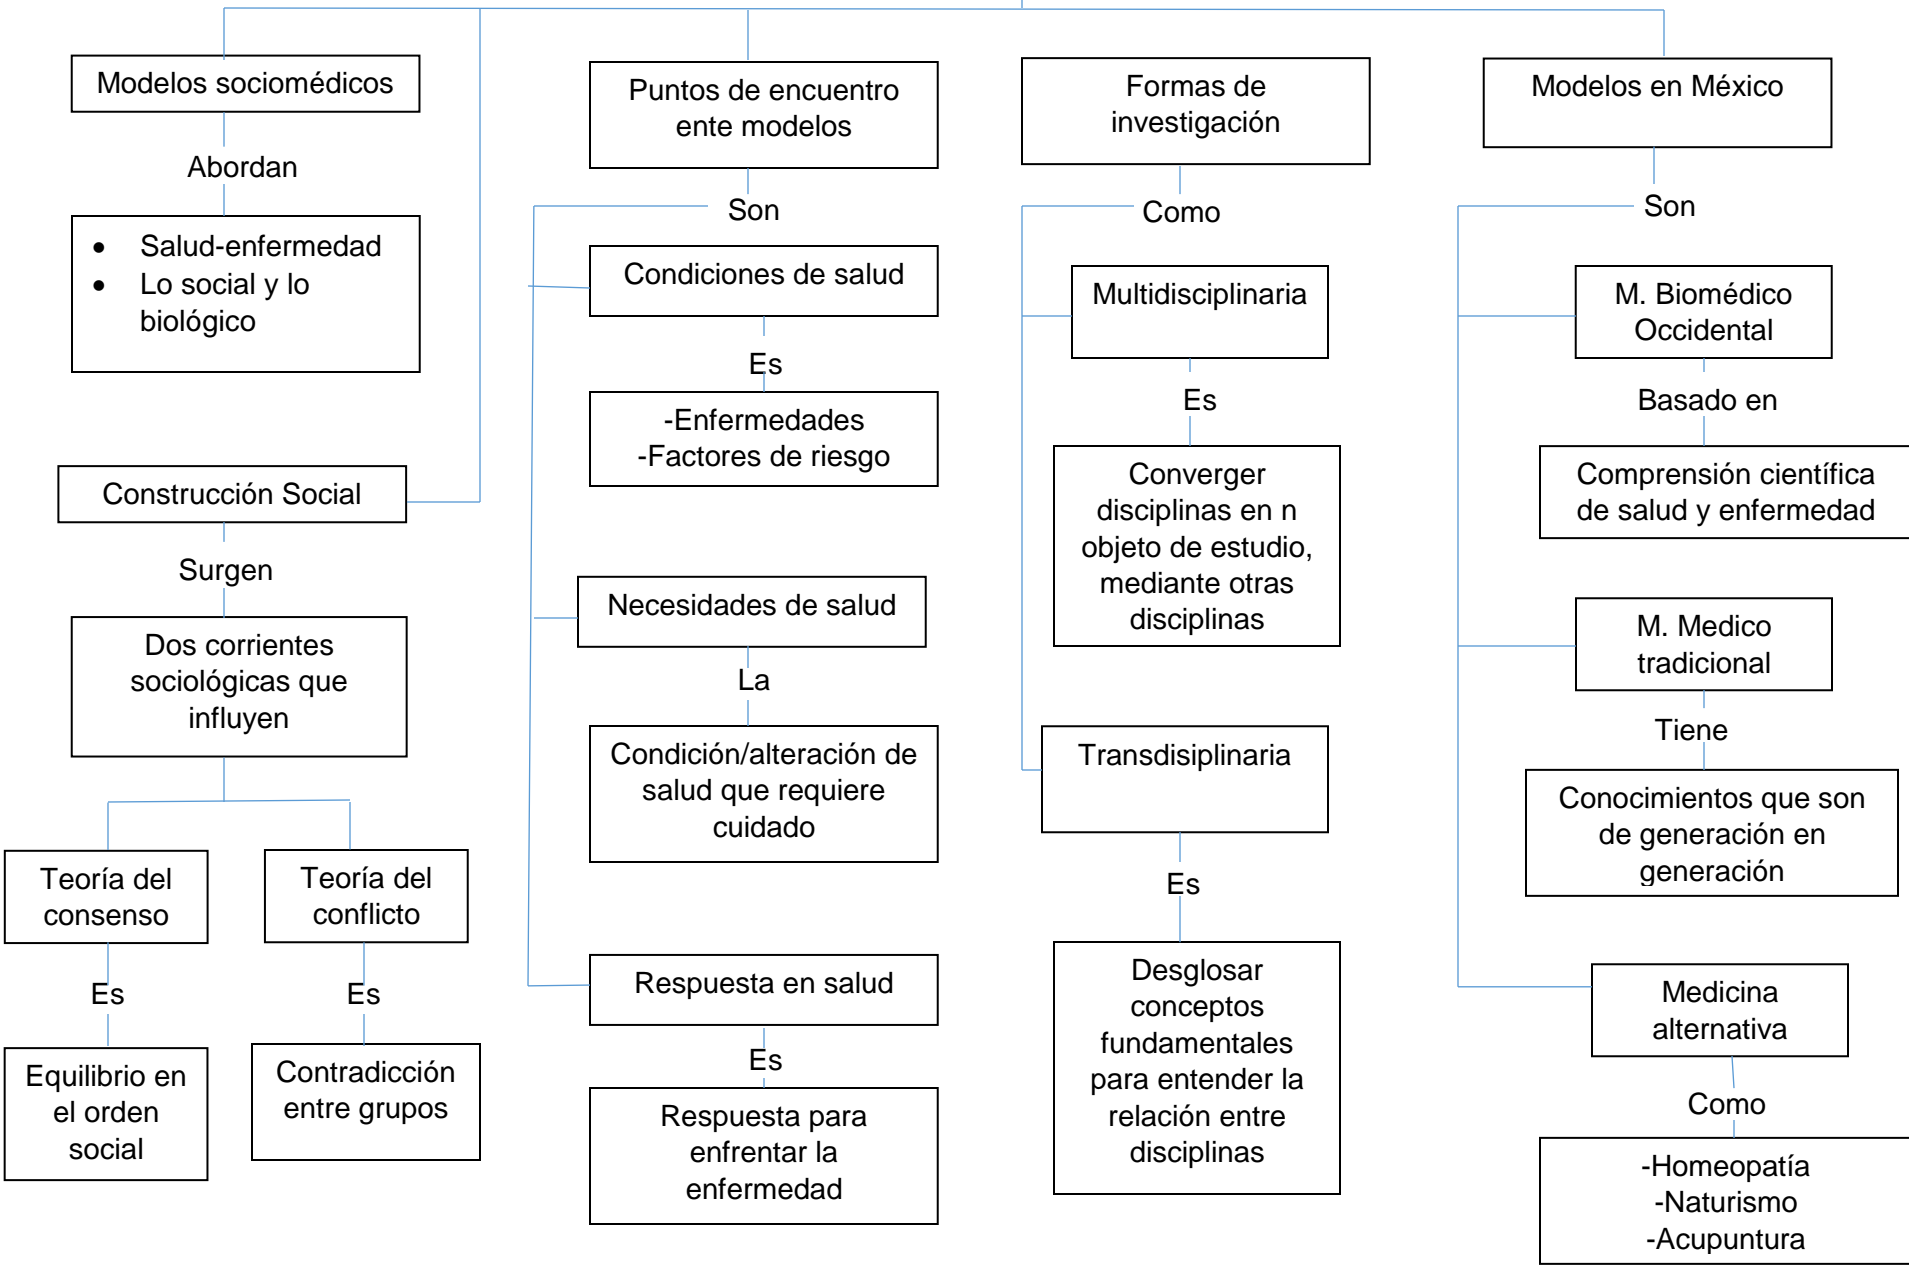 Modelos sociomédicos
Abordan
• Salud-enfermedad
• Lo social y lo
biológico
Construcción Social
Surgen
Dos corrientes
sociológicas que
influyen
Teoría del
consenso
Es
Equilibrio en
el orden
social
Teoría del
conflicto
Es
Contradicción
entre grupos
Puntos de encuentro
ente modelos
Son
Condiciones de salud
Es
-Enfermedades
-Factores de riesgo
Necesidades de salud
La
Condición/alteración de
salud que requiere
cuidado
Respuesta en salud
Es
Respuesta para
enfrentar la
enfermedad
Formas de
investigación
Como
Multidisciplinaria
Es
Converger
disciplinas en n
objeto de estudio,
mediante otras
disciplinas
Transdisiplinaria
Es
Desglosar
conceptos
fundamentales
para entender la
relación entre
disciplinas
Modelos en México
Son
M. Biomédico
Occidental
Basado en
Comprensión científica
de salud y enfermedad
M. Medico
tradicional
Tiene
Conocimientos que son
de generación en
generación
Medicina
alternativa
Como
-Homeopatía
-Naturismo
-Acupuntura